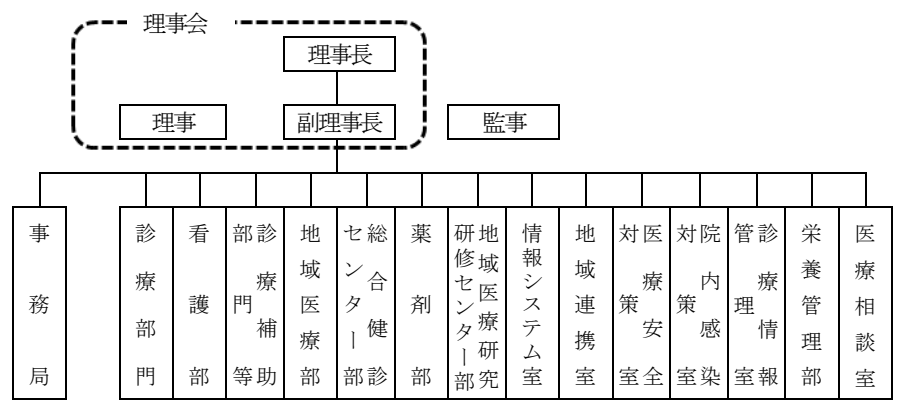 理事会
理事長
理事
副理事長
監事
事務局
診療部門
看護部
診療補助
部門等
地域医療部
総合健診
センター部
薬剤部
地域医療研究
研修センター部
情報システム室
地域連携室
医療安全
対策室
院内感染
対策室
診療情報
管理室
栄養管理部
医療相談室